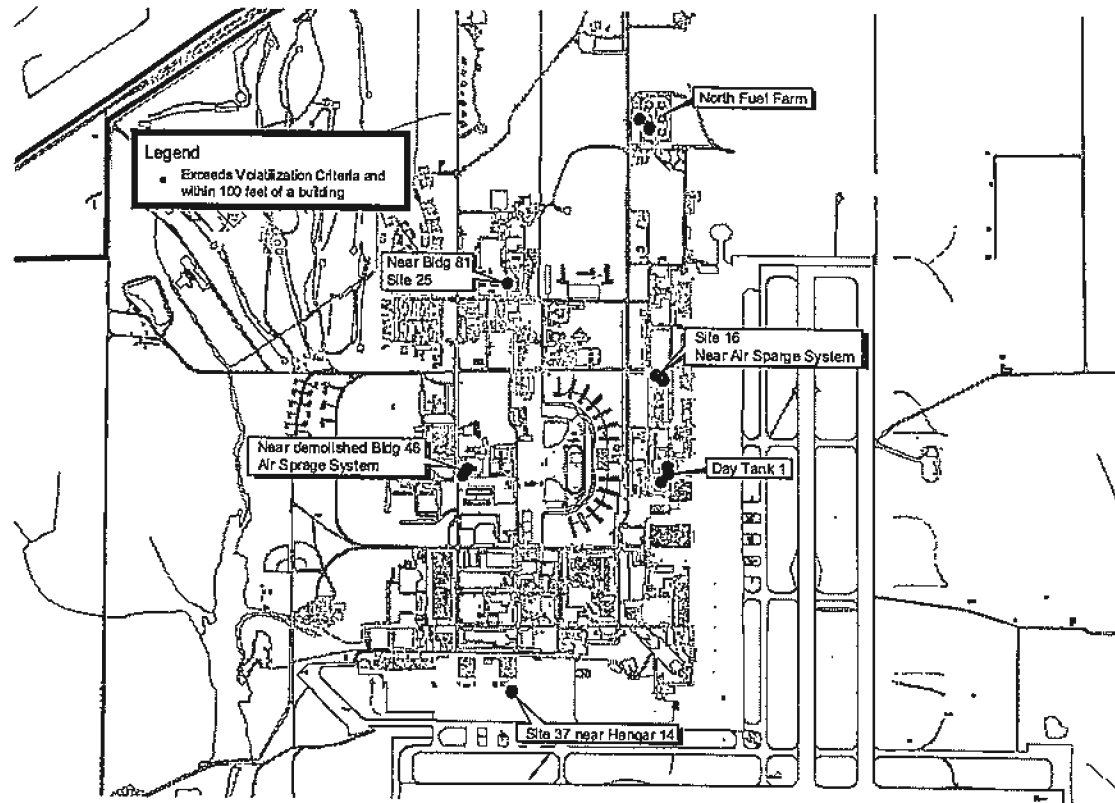 North Fuel Farm
Legend
Exceeds Volatilization Criteria and
within 100 feet of a building
Near Bldg 81
Site 25
Site 16
Near Air Sparge System
Near demolished Bldg 46
Air Sprage System
Day Tank 1
Site 37 near Hangar 14